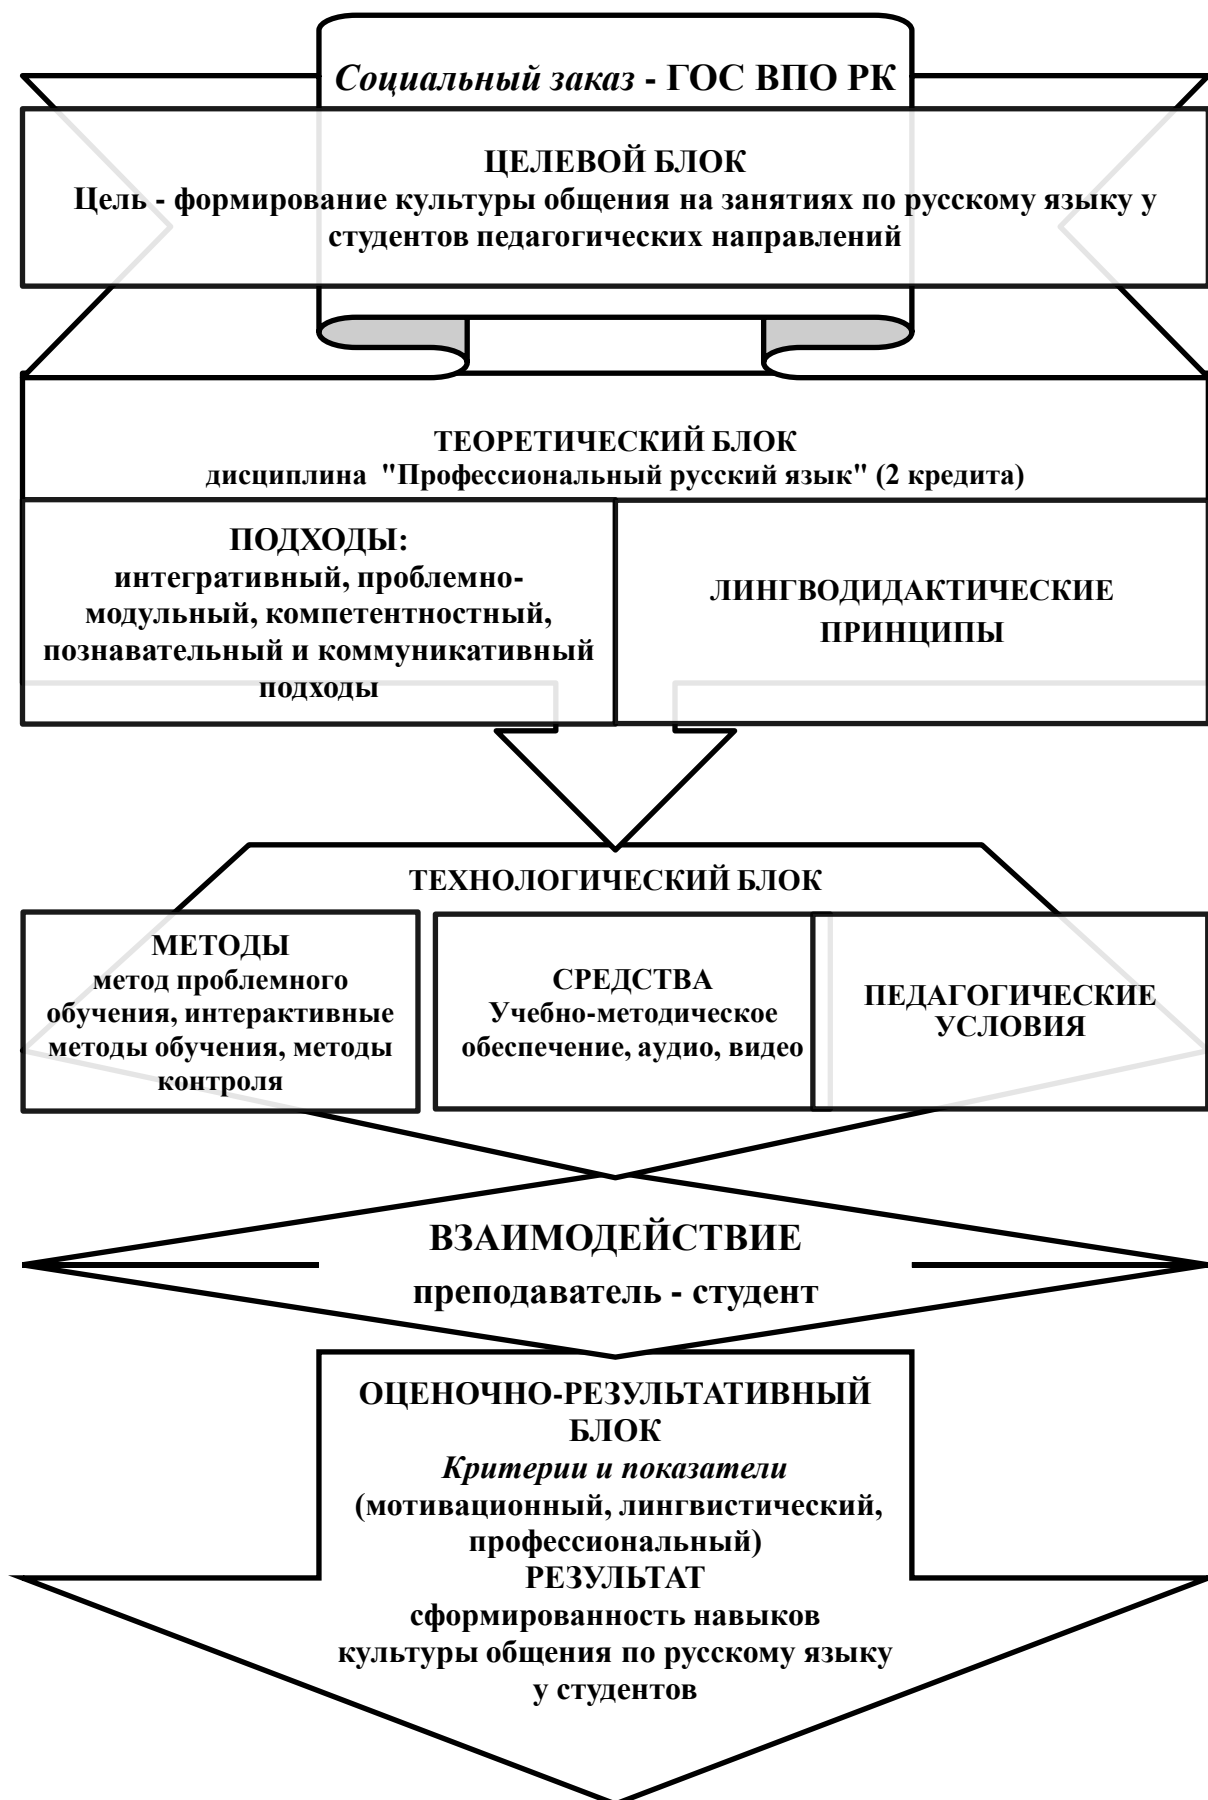 Социальный заказ - ГОС ВПО РК
ЦЕЛЕВОЙ БЛОК
Цель - формирование культуры общения на занятиях по русскому языку у
студентов педагогических направлений
ТЕОРЕТИЧЕСКИЙ БЛОК
дисциплина "Профессиональный русский язык" (2 кредита)
ПОДХОДЫ:
интегративный, проблемно-
модульный, компетентностный,
познавательный и коммуникативный
подходы
ЛИНГВОДИДАКТИЧЕСКИЕ
ПРИНЦИПЫ
ТЕХНОЛОГИЧЕСКИЙ БЛОК
МЕТОДЫ
метод проблемного
обучения, интерактивные
методы обучения, методы
контроля
СРЕДСТВА
Учебно-методическое
обеспечение, аудио, видео
ПЕДАГОГИЧЕСКИЕ
УСЛОВИЯ
ВЗАИМОДЕЙСТВИЕ
преподаватель - студент
ОЦЕНОЧНО-РЕЗУЛЬТАТИВНЫЙ
БЛОК
Критерии и показатели
(мотивационный, лингвистический,
профессиональный)
РЕЗУЛЬТАТ
сформированность навыков
культуры общения по русскому языку
у студентов